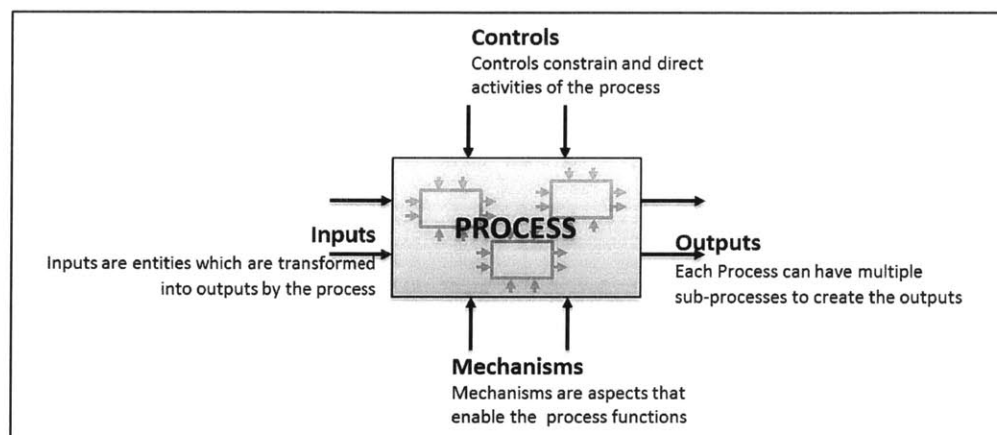 Controls
Controls constrain and direct
activities of the process
PROCESS
Inputs
Inputs are entities which are transformed
into outputs by the process
Outputs
Each Process can have multiple
sub-processes to create the outputs
Mechanisms
Mechanisms are aspects that
enable the process functions